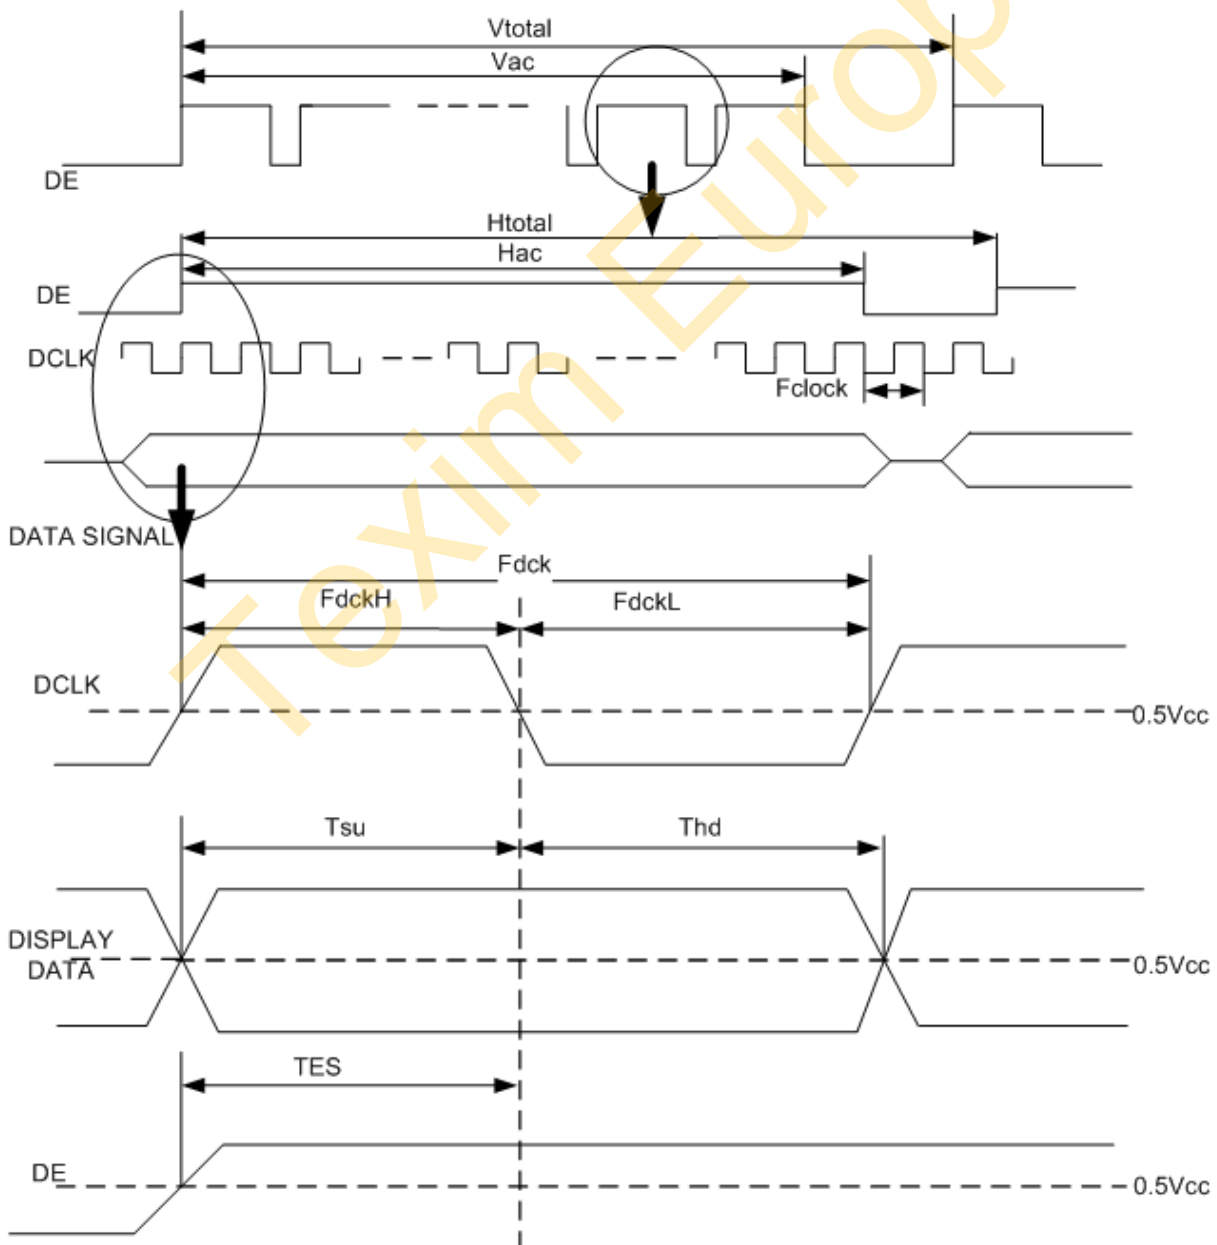 Vtotal
Vac
DE
Htotal
Hac
DE
DCLK
Fclock
DATA SIGNAL
Fdck
FdckH
FdckL
DCLK
0.5Vcc
Tsu
Thd
DISPLAY
DATA
0.5Vcc
TES
DE
0.5Vcc
Texim Europ